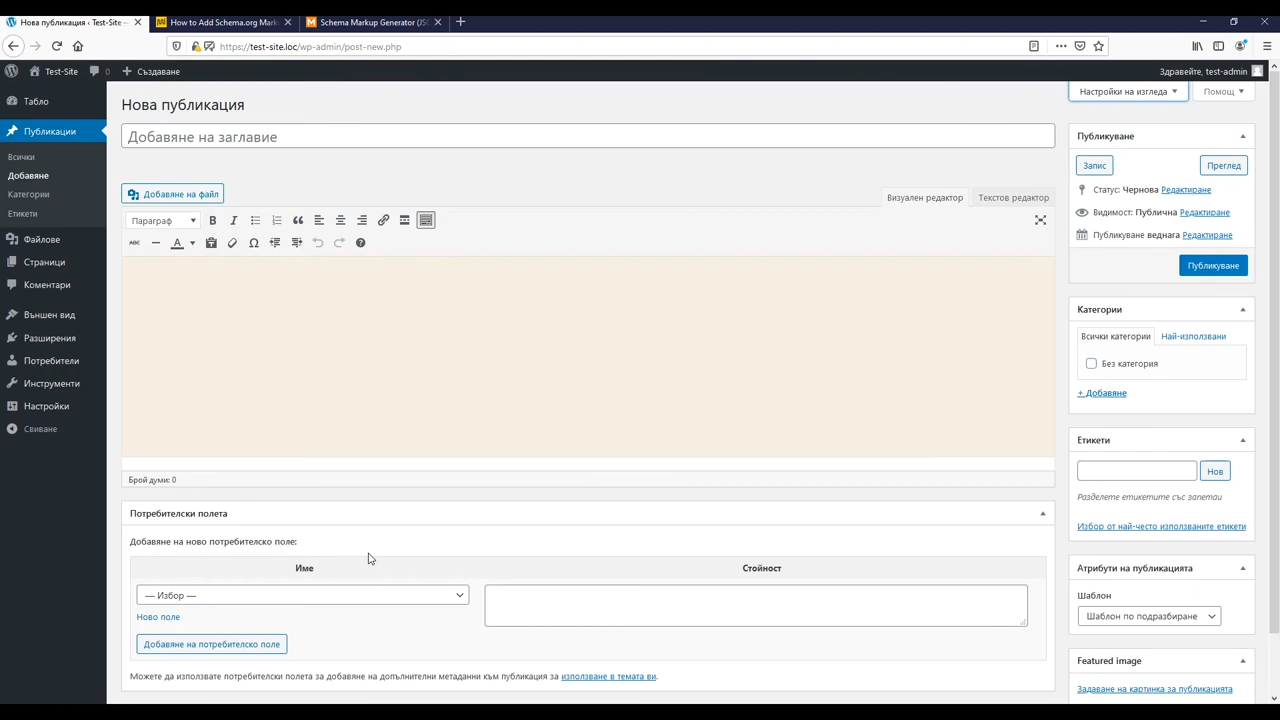 Нова публикация ‹ Test-Site —
How to Add Schema.org Mark
Schema Markup Generator (JSO
https://test-site.loc/wp-admin/post-new.php
Test-Site
0
Създаване
Здравейте, test-admin
Табло
Публикации
Всички
Добавяне
Категории
Етикети
Файлове
Страници
Коментари
Външен вид
Разширения
Потребители
Инструменти
Настройки
Свиване
Настройки на изгледа
Помощ
Нова публикация
Добавяне на заглавие
Добавяне на файл
Визуален редактор
Текстов редактор
Параграф
ABC
Брой думи: 0
Потребителски полета
Добавяне на ново потребителско поле:
Име
Стойност
— Избор —
Ново поле
Добавяне на потребителско поле
Можете да използвате потребителски полета за добавяне на допълнителни метаданни към публикация за използване в темата ви.
Публикуване
Запис
Преглед
Статус: Чернова Редактиране
Видимост: Публична Редактиране
Публикуване веднага Редактиране
Публикуване
Категории
Всички категории
Най-използвани
Без категория
+ Добавяне
Етикети
Нов
Разделете етикетите със запетаи
Избор от най-често използваните етикети
Атрибути на публикацията
Шаблон
Шаблон по подразбиране
Featured image
Задаване на картинка за публикацията